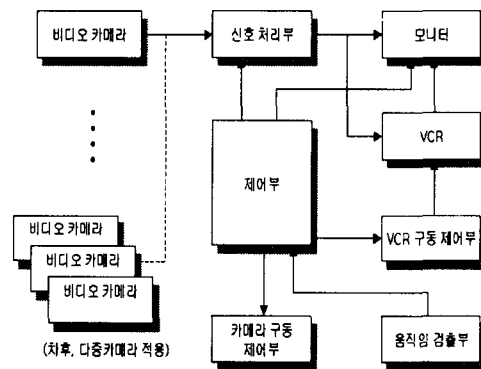 비디오 카메라
신호 처리부
모니터
VCR
제어부
비디오 카메라
비디오 카메라
비디오 카메라
VCR 구동 제어부
카메라 구동
제어부
움직임 검출부
(차후, 다중카메라 적용)